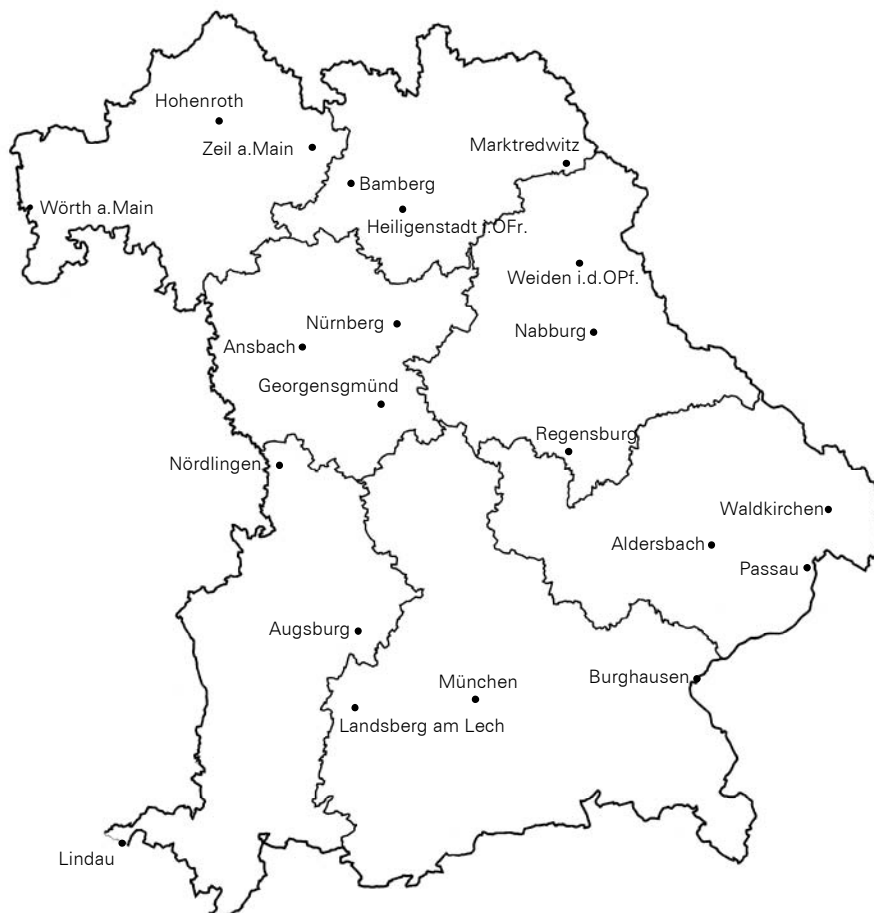 Hohenroth
Zeil a.Main
Marktredwitz
Bamberg
Wörth a.Main
Heiligenstadt i.OFr.
Weiden i.d.OPf.
Nürnberg
Nabburg
Ansbach
Georgensgmünd
Regensburg
Nördlingen
Waldkirchen
Aldersbach
Passau
Augsburg
Burghausen
München
Landsberg am Lech
Lindau